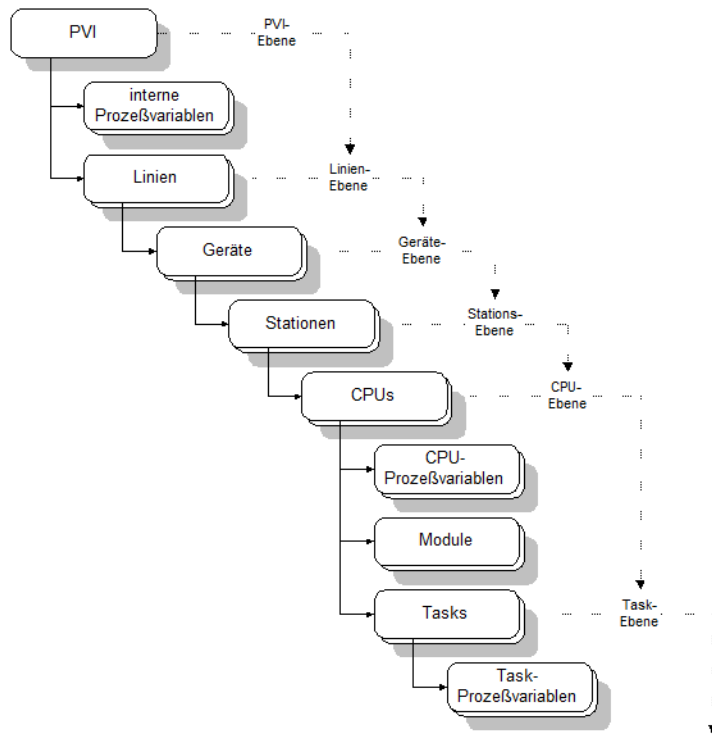 PVI
PVI-
Ebene
interne
Prozeßvariablen
Linien
Linien-
Ebene
Geräte
Geräte-
Ebene
Stationen
Stations-
Ebene
CPUs
CPU-
Ebene
CPU-
Prozeßvariablen
Module
Tasks
Task-
Ebene
Task-
Prozeßvariablen